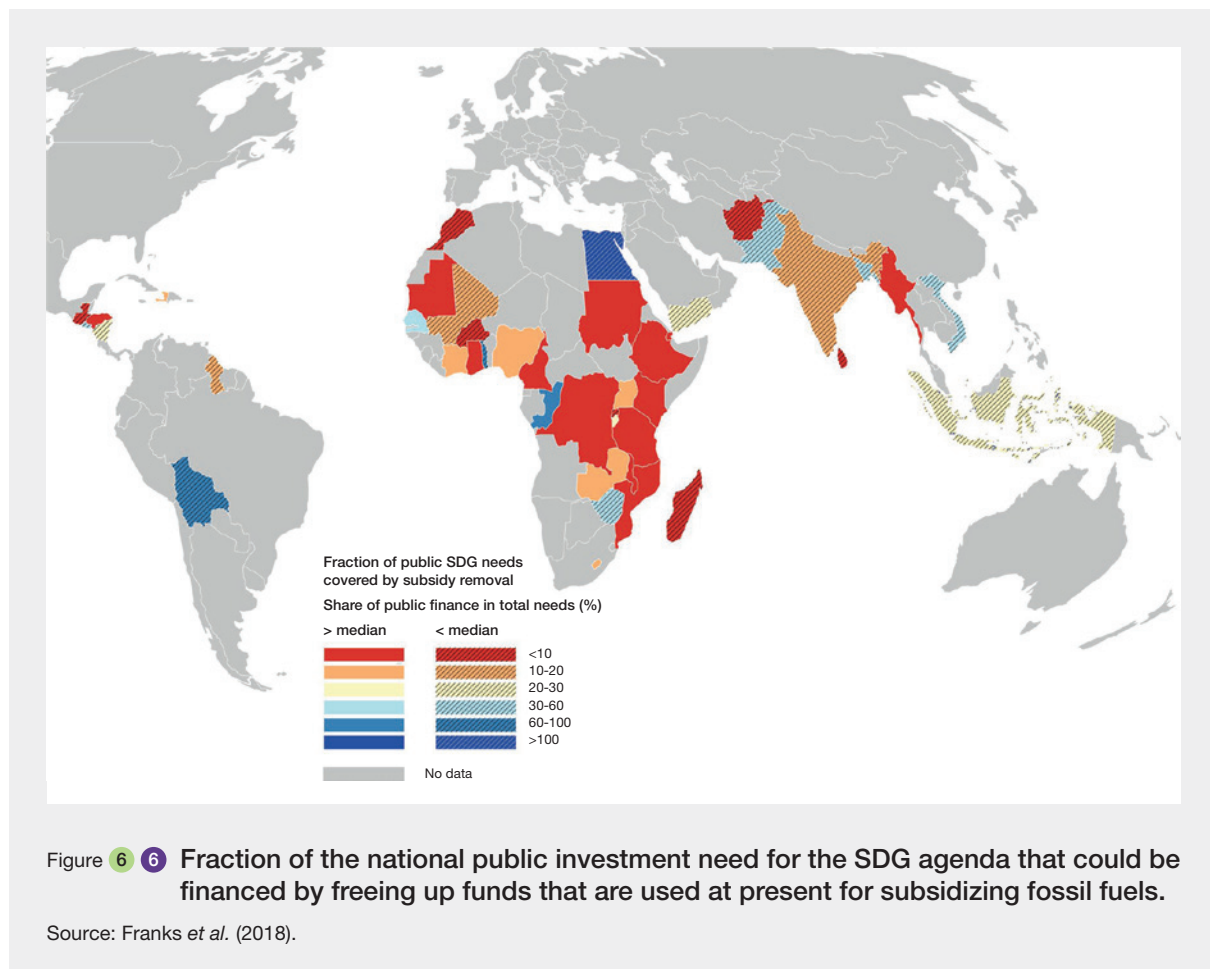 Fraction of public SDG needs
covered by subsidy removal
Share of public finance in total needs (%)
> median < median
<10
10-20
20-30
30-60
60-100
>100
No data
Figure 6 6 Fraction of the national public investment need for the SDG agenda that could be
financed by freeing up funds that are used at present for subsidizing fossil fuels.
Source: Franks et al. (2018).